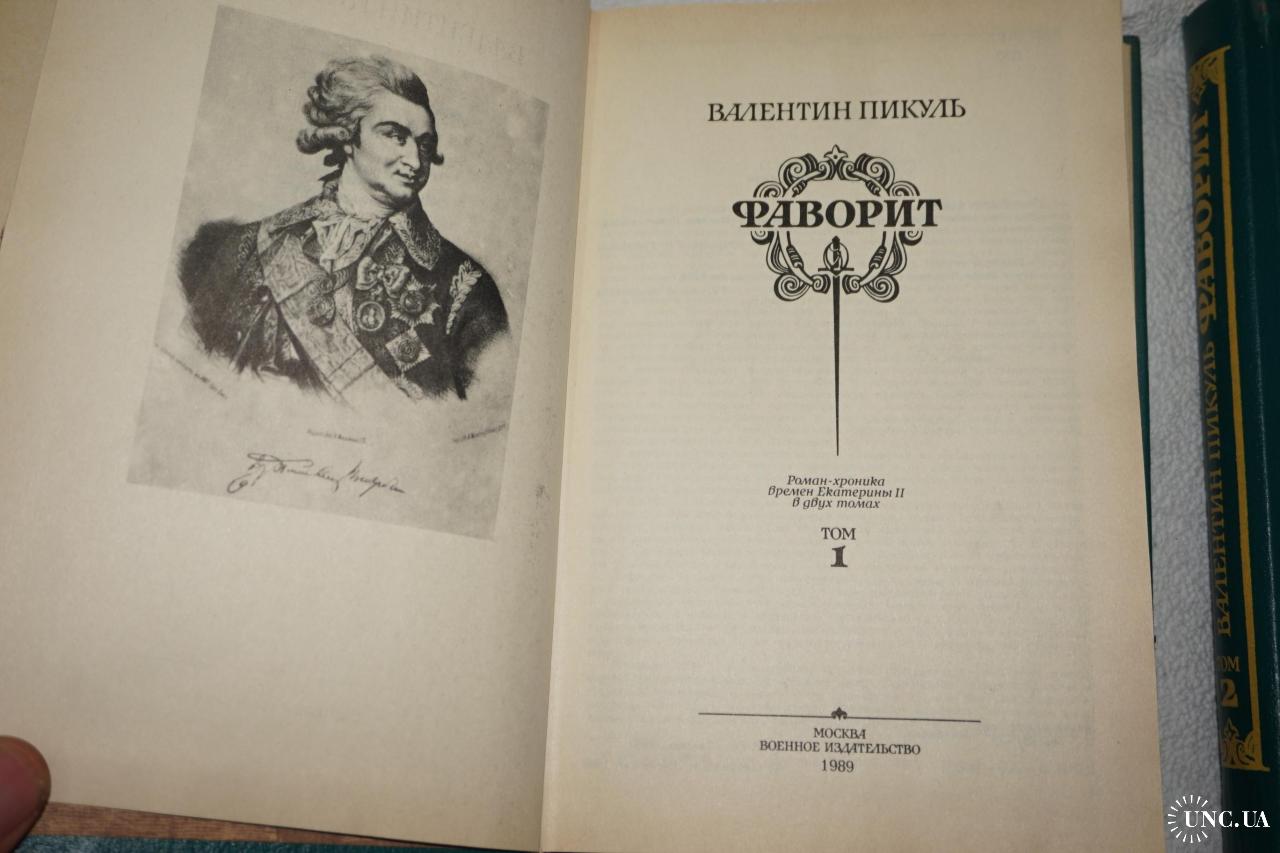 ВАЛЕНТИН ПИКУЛЬ
ФАВОРИТ
Роман-хроника
времен Екатерины II
в двух томах
ТОМ
1
МОСКВА
ВОЕННОЕ ИЗДАТЕЛЬСТВО
1989
ВАЛЕНТИН ПИКУЛЬ ФАВОРИТ
ТОМ
2
UNC.UA